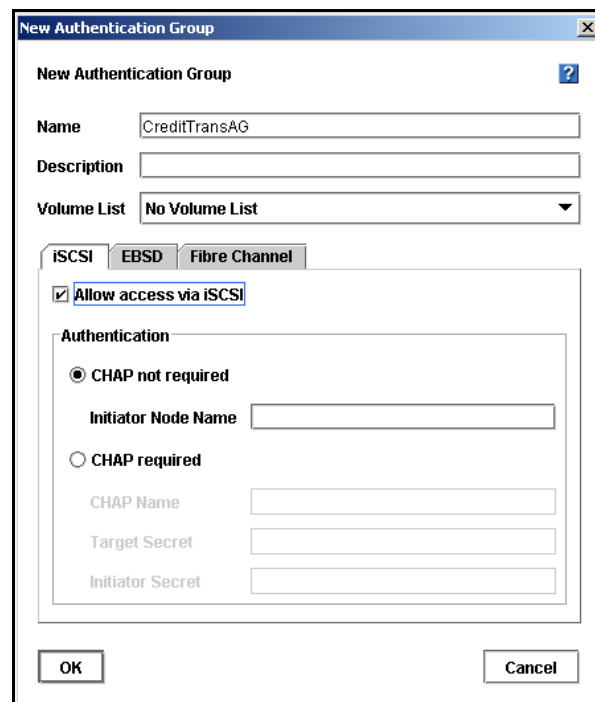 New Authentication Group
New Authentication Group
?
Name CreditTransAG
Description
Volume List No Volume List
iSCSI EBSD Fibre Channel
Allow access via iSCSI
Authentication
CHAP not required
Initiator Node Name
CHAP required
CHAP Name
Target Secret
Initiator Secret
OK Cancel